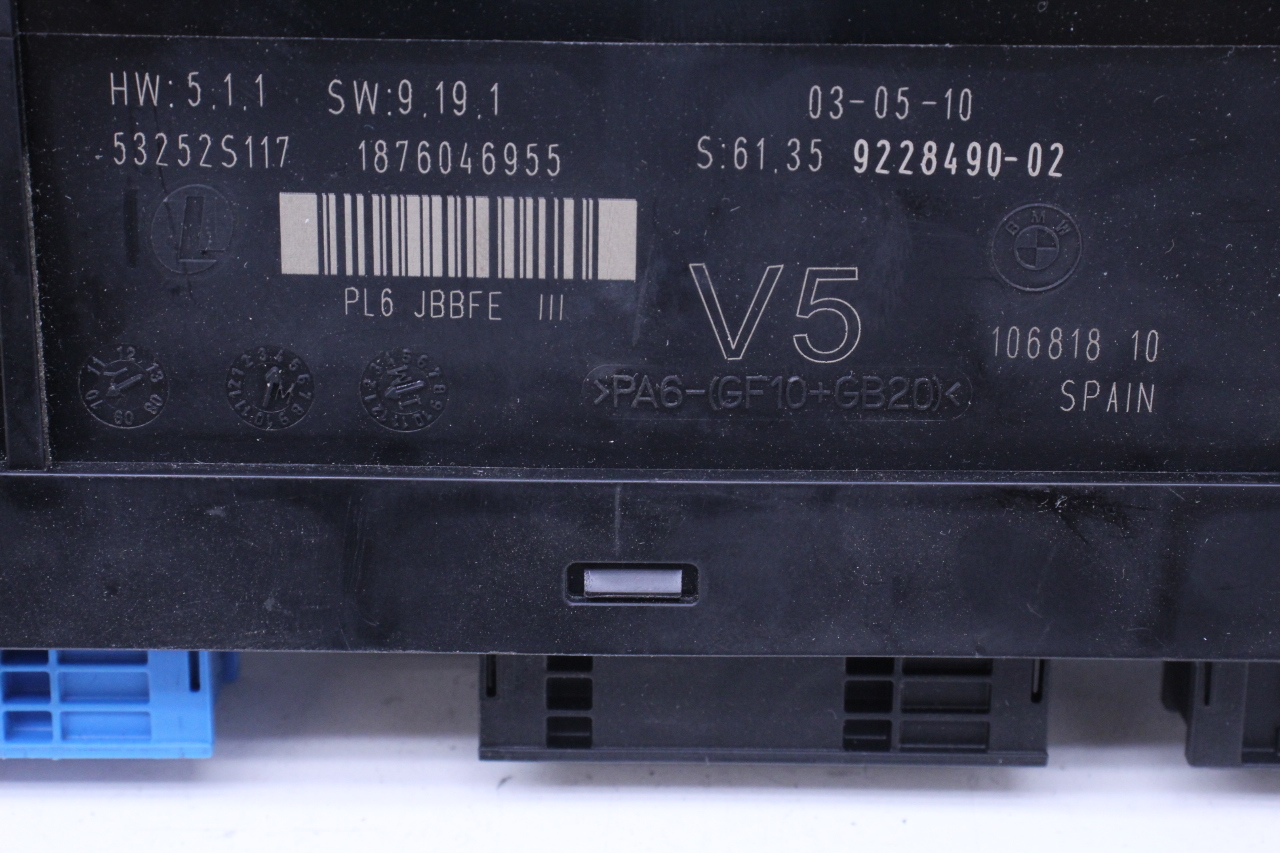 HW: 5.1.1 SW:9.19.1 03-05-10
53252S117 1876046955 S:61.35 9228490-02
BMW
PL6 JBBFE III
V5
106818 10
>PA6-(GF10+GB20)<
SPAIN